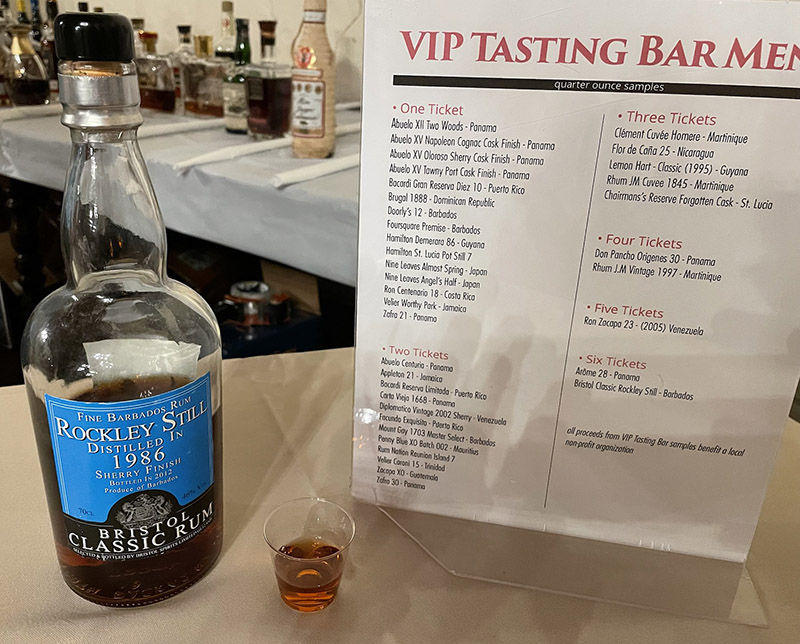 FINE BARBADOS RUM
ROCKLEY STILL
DISTILLED IN
1986
SHERRY FINISH
BOTTLED IN 2012
Produce of Barbados
70CL
BRISTOL
CLASSIC RUM
SELECTED & BOTTLED BY BRISTOL SPIRITS LIMITED
VIP TASTING BAR MEN
quarter ounce samples
• One Ticket
Abuelo XII Two Woods - Panama
Abuelo XV Napoleon Cognac Cask Finish - Panama
Abuelo XV Oloroso Sherry Cask Finish - Panama
Abuelo XV Tawny Port Cask Finish - Panama
Bacardi Gran Reserva Diez 10 - Puerto Rico
Brugal 1888 - Dominican Republic
Doorly's 12 - Barbados
Foursquare Premise - Barbados
Hamilton Demerara 86 - Guyana
Hamilton St. Lucia Pot Still 7
Nine Leaves Almost Spring - Japan
Nine Leaves Angel's Half - Japan
Ron Centenario 18 - Costa Rica
Velier Worthy Park - Jamaica
Zafra 21 - Panama
• Two Tickets
Abuelo Centuria - Panama
Appleton 21 - Jamaica
Bacardi Reserva Limitada - Puerto Rico
Carta Vieja 1668 - Panama
Diplomatico Vintage 2002 Sherry - Venezuela
Facundo Exquisito - Puerto Rico
Mount Gay 1703 Master Select - Barbados
Penny Blue XO Batch 002 - Mauritius
Rum Nation Reunion Island 7
Velier Caroni 15 - Trinidad
Zacapa XO - Guatemala
Zafra 30 - Panama
• Three Tickets
Clément Cuvée Homere - Martinique
Flor de Caña 25 - Nicaragua
Lemon Hart - Classic (1995) - Guyana
Rhum JM Cuvee 1845 - Martinique
Chairmans's Reserve Forgotten Cask - St. Lucia
• Four Tickets
Don Pancho Origenes 30 - Panama
Rhum J.M Vintage 1997 - Martinique
• Five Tickets
Ron Zacapa 23 - (2005) Venezuela
• Six Tickets
Arôme 28 - Panama
Bristol Classic Rockley Still - Barbados
all proceeds from VIP Tasting Bar samples benefit a local
non-profit organization